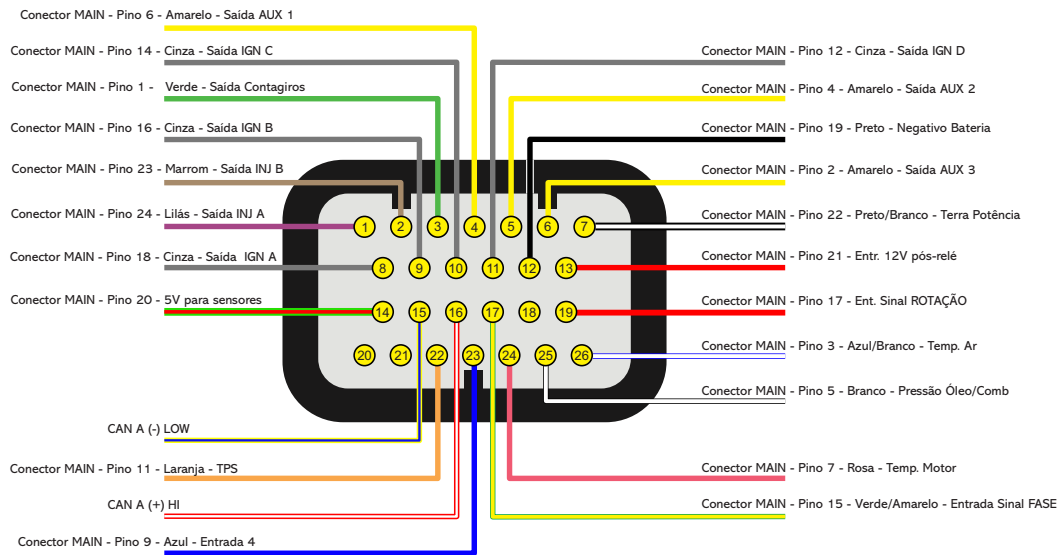 Conector MAIN - Pino 6 - Amarelo - Saída AUX 1
Conector MAIN - Pino 14 - Cinza - Saída IGN C
Conector MAIN - Pino 1 - Verde - Saída Contagiros
Conector MAIN - Pino 16 - Cinza - Saída IGN B
Conector MAIN - Pino 23 - Marrom - Saída INJ B
Conector MAIN - Pino 24 - Lilás - Saída INJ A
Conector MAIN - Pino 18 - Cinza - Saída IGN A
Conector MAIN - Pino 20 - 5V para sensores
CAN A (-) LOW
Conector MAIN - Pino 11 - Laranja - TPS
CAN A (+) HI
Conector MAIN - Pino 9 - Azul - Entrada 4
1 2 3 4 5 6 7
8 9 10 11 12 13
14 15 16 17 18 19
20 21 22 23 24 25 26
Conector MAIN - Pino 12 - Cinza - Saída IGN D
Conector MAIN - Pino 4 - Amarelo - Saída AUX 2
Conector MAIN - Pino 19 - Preto - Negativo Bateria
Conector MAIN - Pino 2 - Amarelo - Saída AUX 3
Conector MAIN - Pino 22 - Preto/Branco - Terra Potência
Conector MAIN - Pino 21 - Entr. 12V pós-relé
Conector MAIN - Pino 17 - Ent. Sinal ROTAÇÃO
Conector MAIN - Pino 3 - Azul/Branco - Temp. Ar
Conector MAIN - Pino 5 - Branco - Pressão Óleo/Comb
Conector MAIN - Pino 7 - Rosa - Temp. Motor
Conector MAIN - Pino 15 - Verde/Amarelo - Entrada Sinal FASE